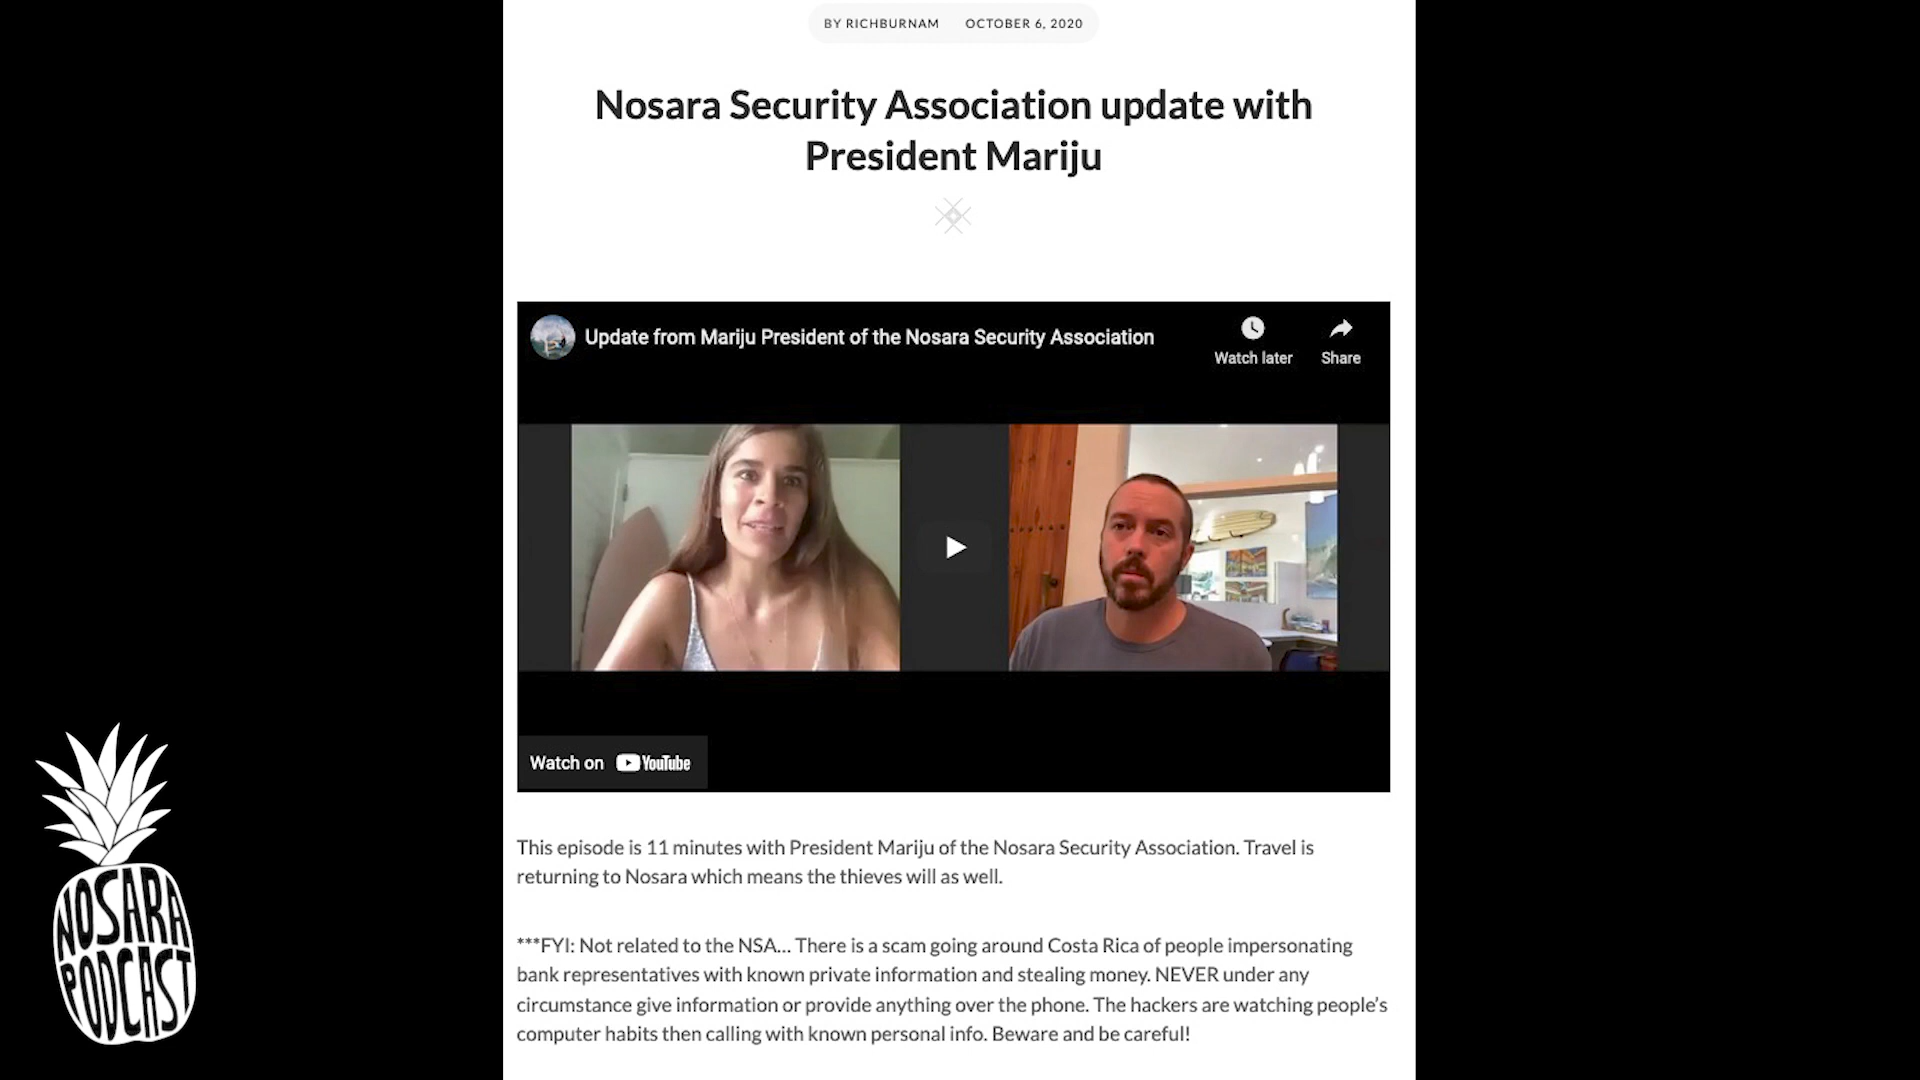 BY RICHBURNAM OCTOBER 6, 2020
Nosara Security Association update with
President Mariju
Update from Mariju President of the Nosara Security Association
Watch later
Share
Watch on YouTube
This episode is 11 minutes with President Mariju of the Nosara Security Association. Travel is
returning to Nosara which means the thieves will as well.
***FYI: Not related to the NSA... There is a scam going around Costa Rica of people impersonating
bank representatives with known private information and stealing money. NEVER under any
circumstance give information or provide anything over the phone. The hackers are watching people’s
computer habits then calling with known personal info. Beware and be careful!
NOSARA
PODCAST